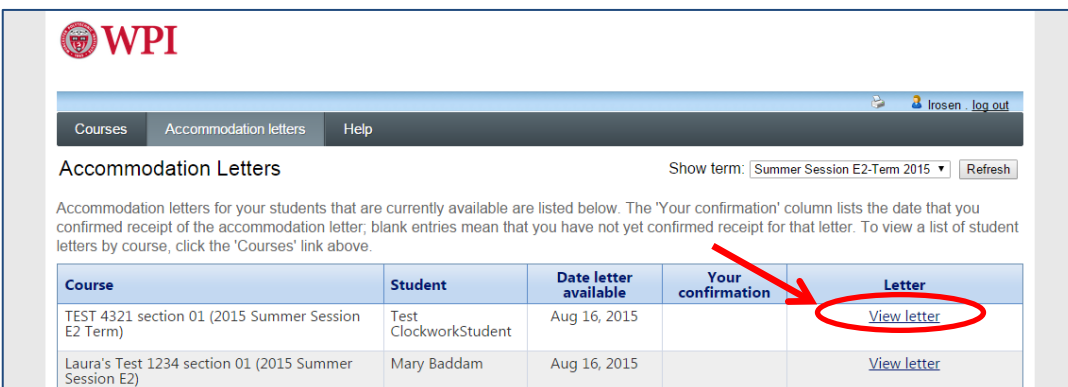 WPI
lrosen . log out
Courses Accommodation letters Help
Accommodation Letters Show term: Summer Session E2-Term 2015 Refresh
Accommodation letters for your students that are currently available are listed below. The 'Your confirmation' column lists the date that you
confirmed receipt of the accommodation letter; blank entries mean that you have not yet confirmed receipt for that letter. To view a list of student
letters by course, click the 'Courses' link above.
Course Student Date letter available Your confirmation Letter
TEST 4321 section 01 (2015 Summer Session E2 Term) Test ClockworkStudent Aug 16, 2015 View letter
Laura's Test 1234 section 01 (2015 Summer Session E2) Mary Baddam Aug 16, 2015 View letter